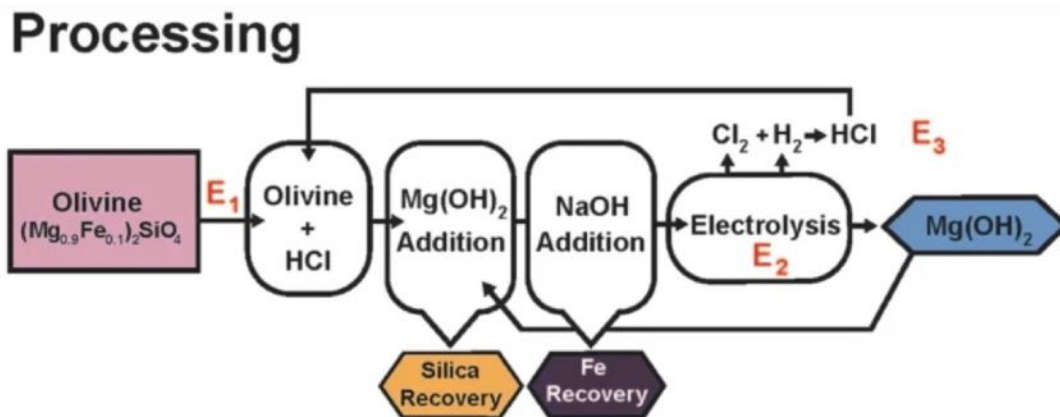 Processing
Olivine
(Mg₀.₉Fe₀.₁)₂SiO₄
E₁
Olivine
+
HCl
Mg(OH)₂
Addition
NaOH
Addition
Cl₂ + H₂ → HCl
E₃
Electrolysis
E₂
Mg(OH)₂
Silica
Recovery
Fe
Recovery